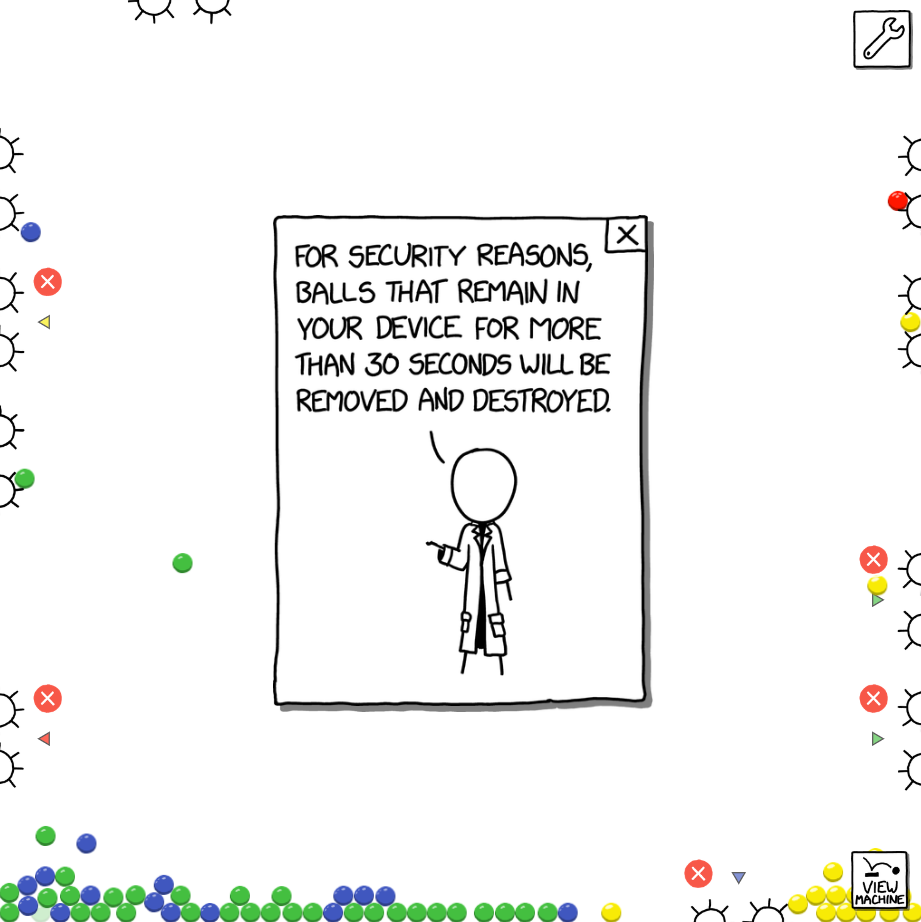 FOR SECURITY REASONS,
BALLS THAT REMAIN IN
YOUR DEVICE FOR MORE
THAN 30 SECONDS WILL BE
REMOVED AND DESTROYED.
VIEW
MACHINE